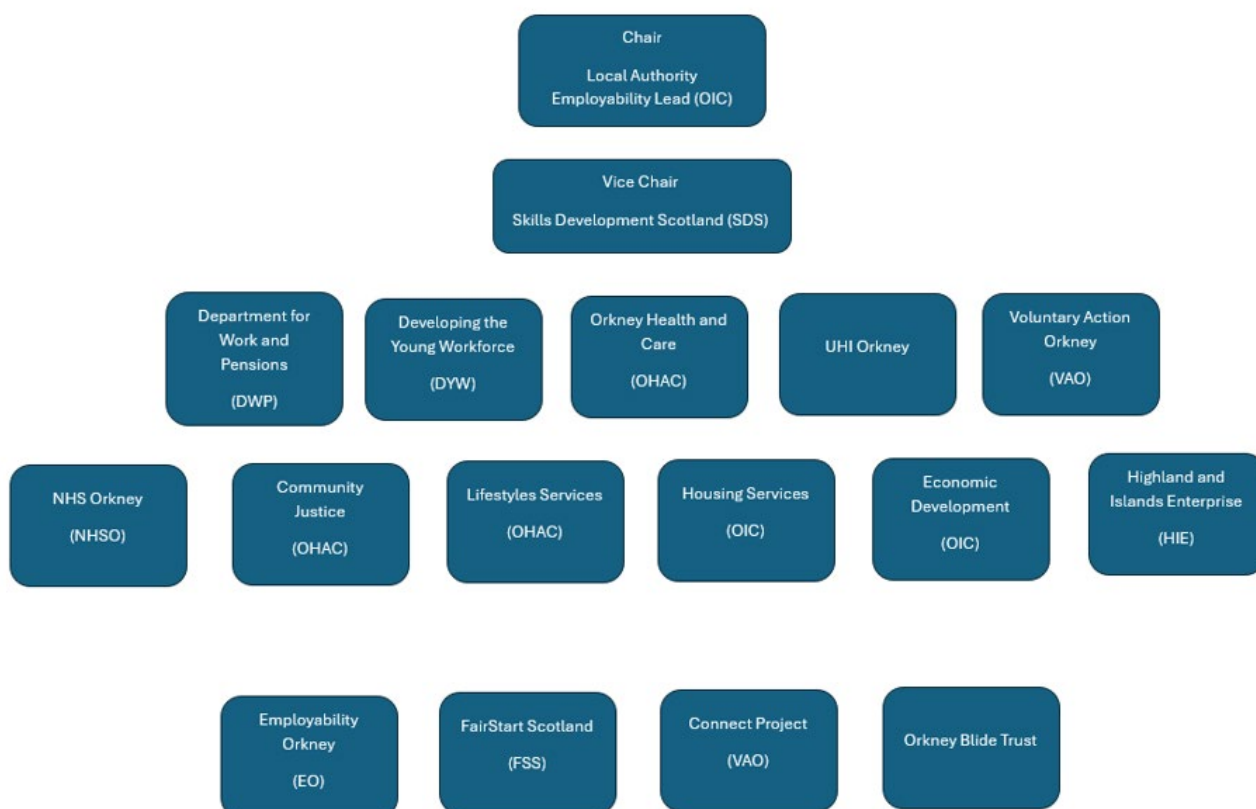 Chair
Local Authority
Employability Lead (OIC)
Vice Chair
Skills Development Scotland (SDS)
Department for
Work and
Pensions
(DWP)
Developing the
Young Workforce
(DYW)
Orkney Health and
Care
(OHAC)
UHI Orkney
Voluntary Action
Orkney
(VAO)
NHS Orkney
(NHSO)
Community
Justice
(OHAC)
Lifestyles Services
(OHAC)
Housing Services
(OIC)
Economic
Development
(OIC)
Highland and
Islands Enterprise
(HIE)
Employability
Orkney
(EO)
FairStart Scotland
(FSS)
Connect Project
(VAO)
Orkney Blide Trust